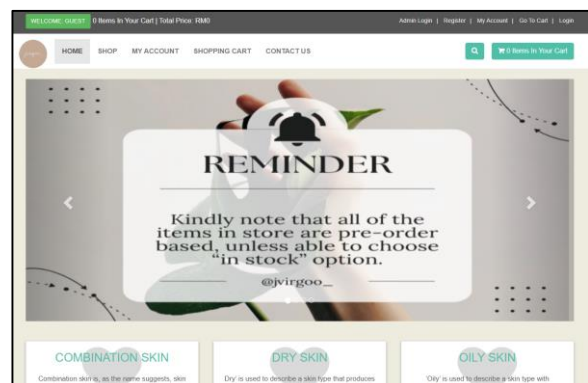 WELCOME: GUEST 0 Items In Your Cart | Total Price: RM0
Admin Login | Register | My Account | Go To Cart | Login
HOME SHOP MY ACCOUNT SHOPPING CART CONTACT US
0 Items In Your Cart
REMINDER
Kindly note that all of the
items in store are pre-order
based, unless able to choose
“in stock” option.
@jvirgoo_
COMBINATION SKIN
Combination skin is, as the name suggests, skin
DRY SKIN
Dry' is used to describe a skin type that produces
OILY SKIN
'Oily' is used to describe a skin type with